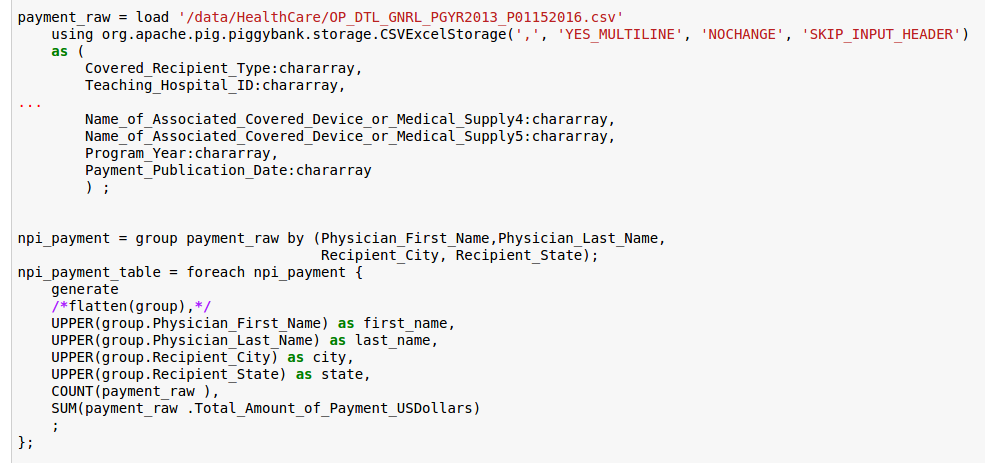 payment_raw = load '/data/HealthCare/OP_DTL_GNRL_PGYR2013_P01152016.csv'
    using org.apache.pig.piggybank.storage.CSVExcelStorage(',', 'YES_MULTILINE', 'NOCHANGE', 'SKIP_INPUT_HEADER')
    as (
        Covered_Recipient_Type:chararray,
        Teaching_Hospital_ID:chararray,
...
        Name_of_Associated_Covered_Device_or_Medical_Supply4:chararray,
        Name_of_Associated_Covered_Device_or_Medical_Supply5:chararray,
        Program_Year:chararray,
        Payment_Publication_Date:chararray
        ) ;
npi_payment = group payment_raw by (Physician_First_Name,Physician_Last_Name,
                                    Recipient_City, Recipient_State);
npi_payment_table = foreach npi_payment {
    generate
    /*flatten(group),*/
    UPPER(group.Physician_First_Name) as first_name,
    UPPER(group.Physician_Last_Name) as last_name,
    UPPER(group.Recipient_City) as city,
    UPPER(group.Recipient_State) as state,
    COUNT(payment_raw ),
    SUM(payment_raw .Total_Amount_of_Payment_USDollars)
    ;
};